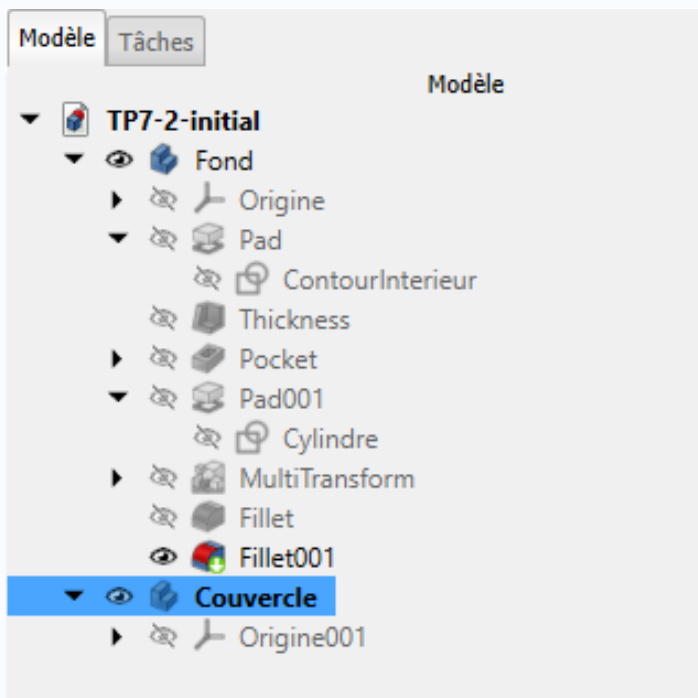 Modèle Tâches
Modèle
TP7-2-initial
Fond
Origine
Pad
ContourInterieur
Thickness
Pocket
Pad001
Cylindre
MultiTransform
Fillet
Fillet001
Couvercle
Origine001